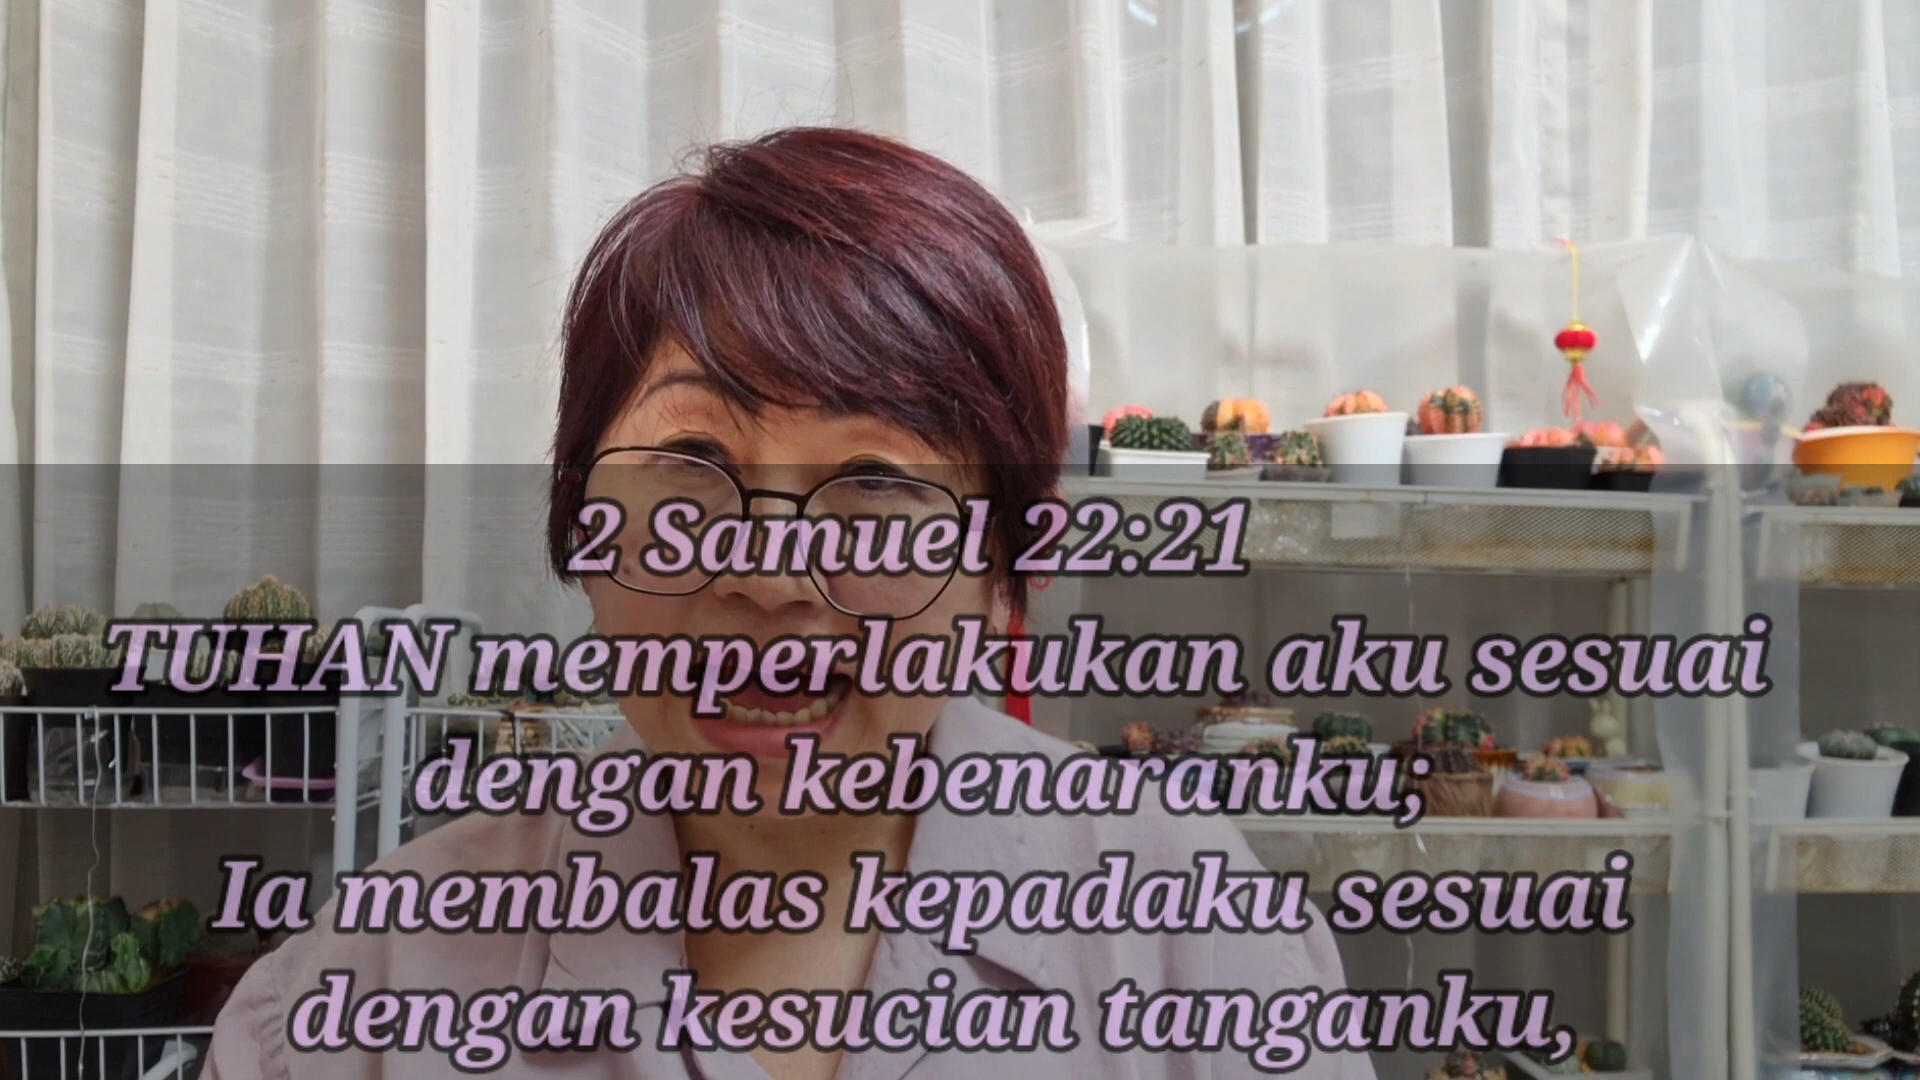 2 Samuel 22:21
TUHAN memperlakukan aku sesuai
dengan kebenaranku;
Ia membalas kepadaku sesuai
dengan kesucian tanganku,